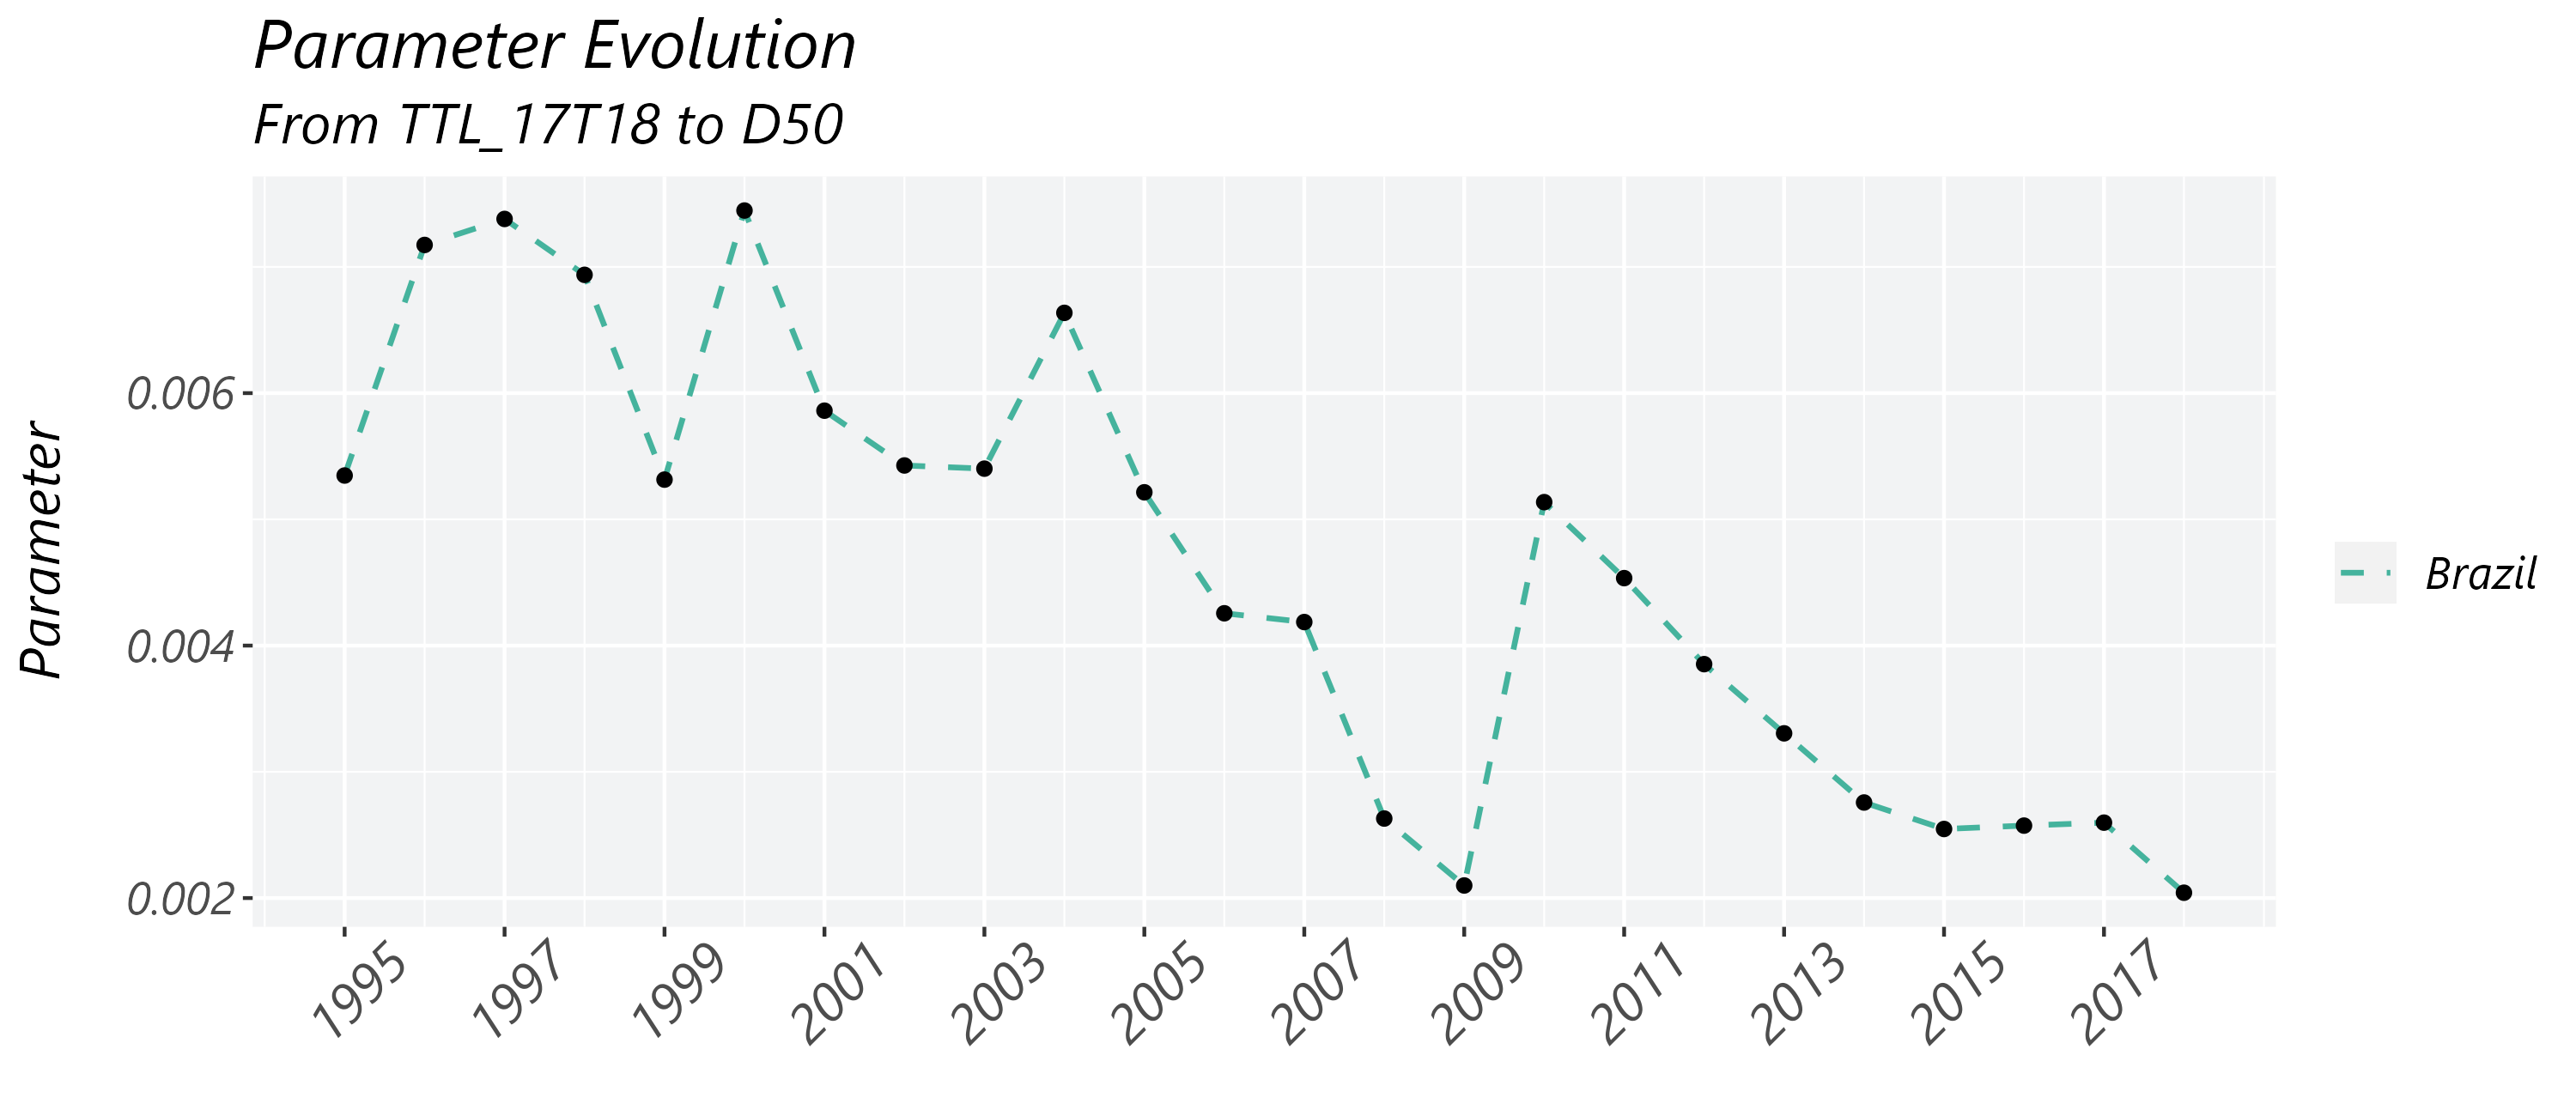 Parameter Evolution
From TTL_17T18 to D50
Parameter
0.006
0.004
0.002
1995 1997 1999 2001 2003 2005 2007 2009 2011 2013 2015 2017
Brazil